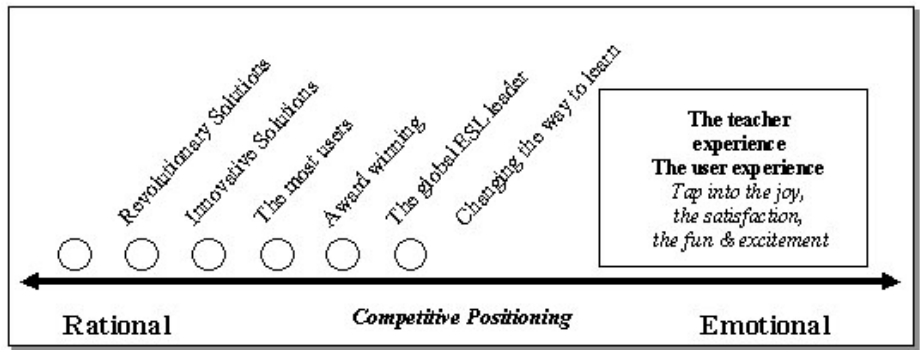 Revolutionary Solutions
Innovative Solutions
The most users
Award winning
The global ESL leader
Changing the way to learn
The teacher
experience
The user experience
Tap into the joy,
the satisfaction,
the fun & excitement
Rational
Competitive Positioning
Emotional